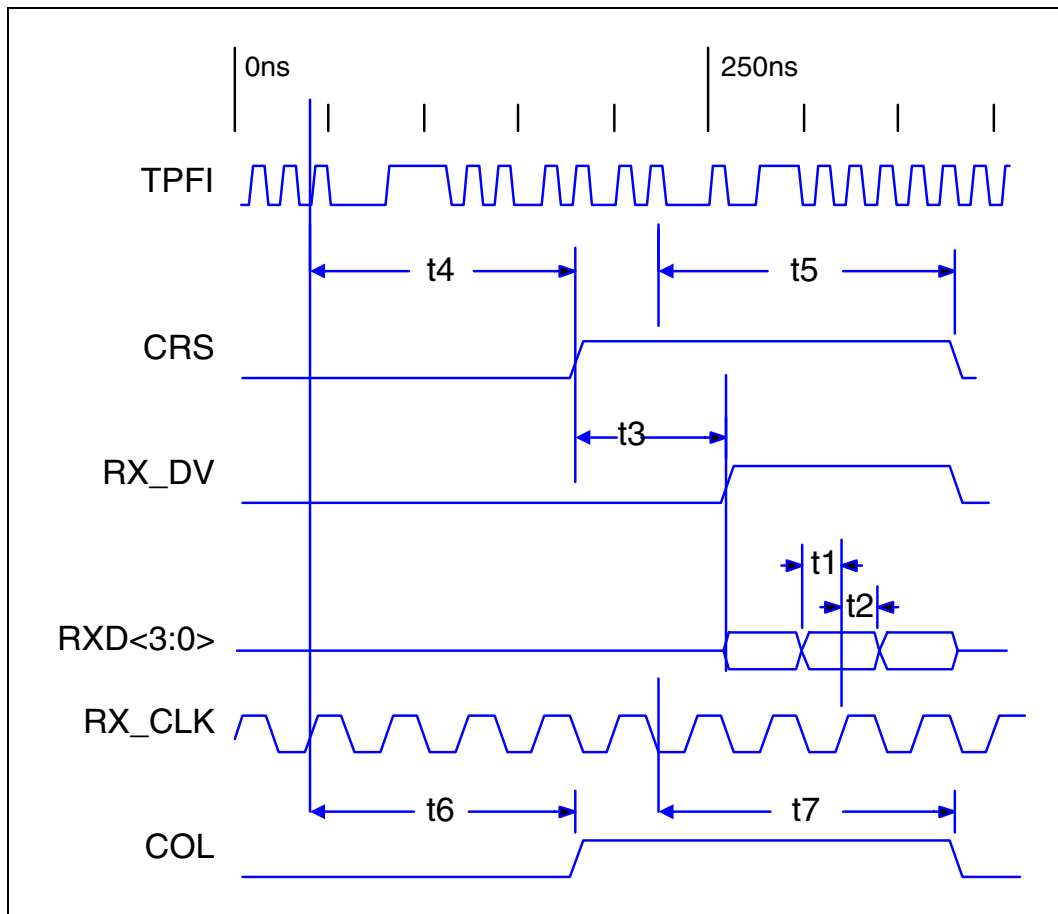 0ns
250ns
TPFI
t4
t5
CRS
t3
RX_DV
t1
t2
RXD<3:0>
RX_CLK
t6
t7
COL